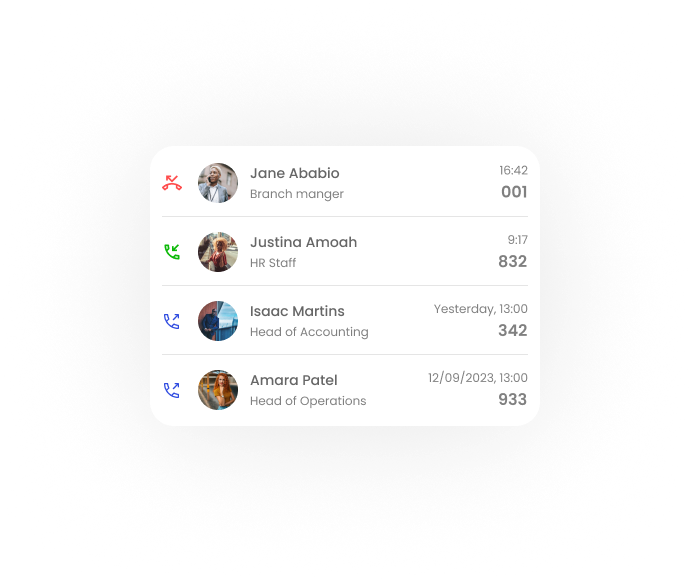 Jane Ababio
16:42
Branch manger
001
Justina Amoah
9:17
HR Staff
832
Isaac Martins
Yesterday, 13:00
Head of Accounting
342
Amara Patel
12/09/2023, 13:00
Head of Operations
933